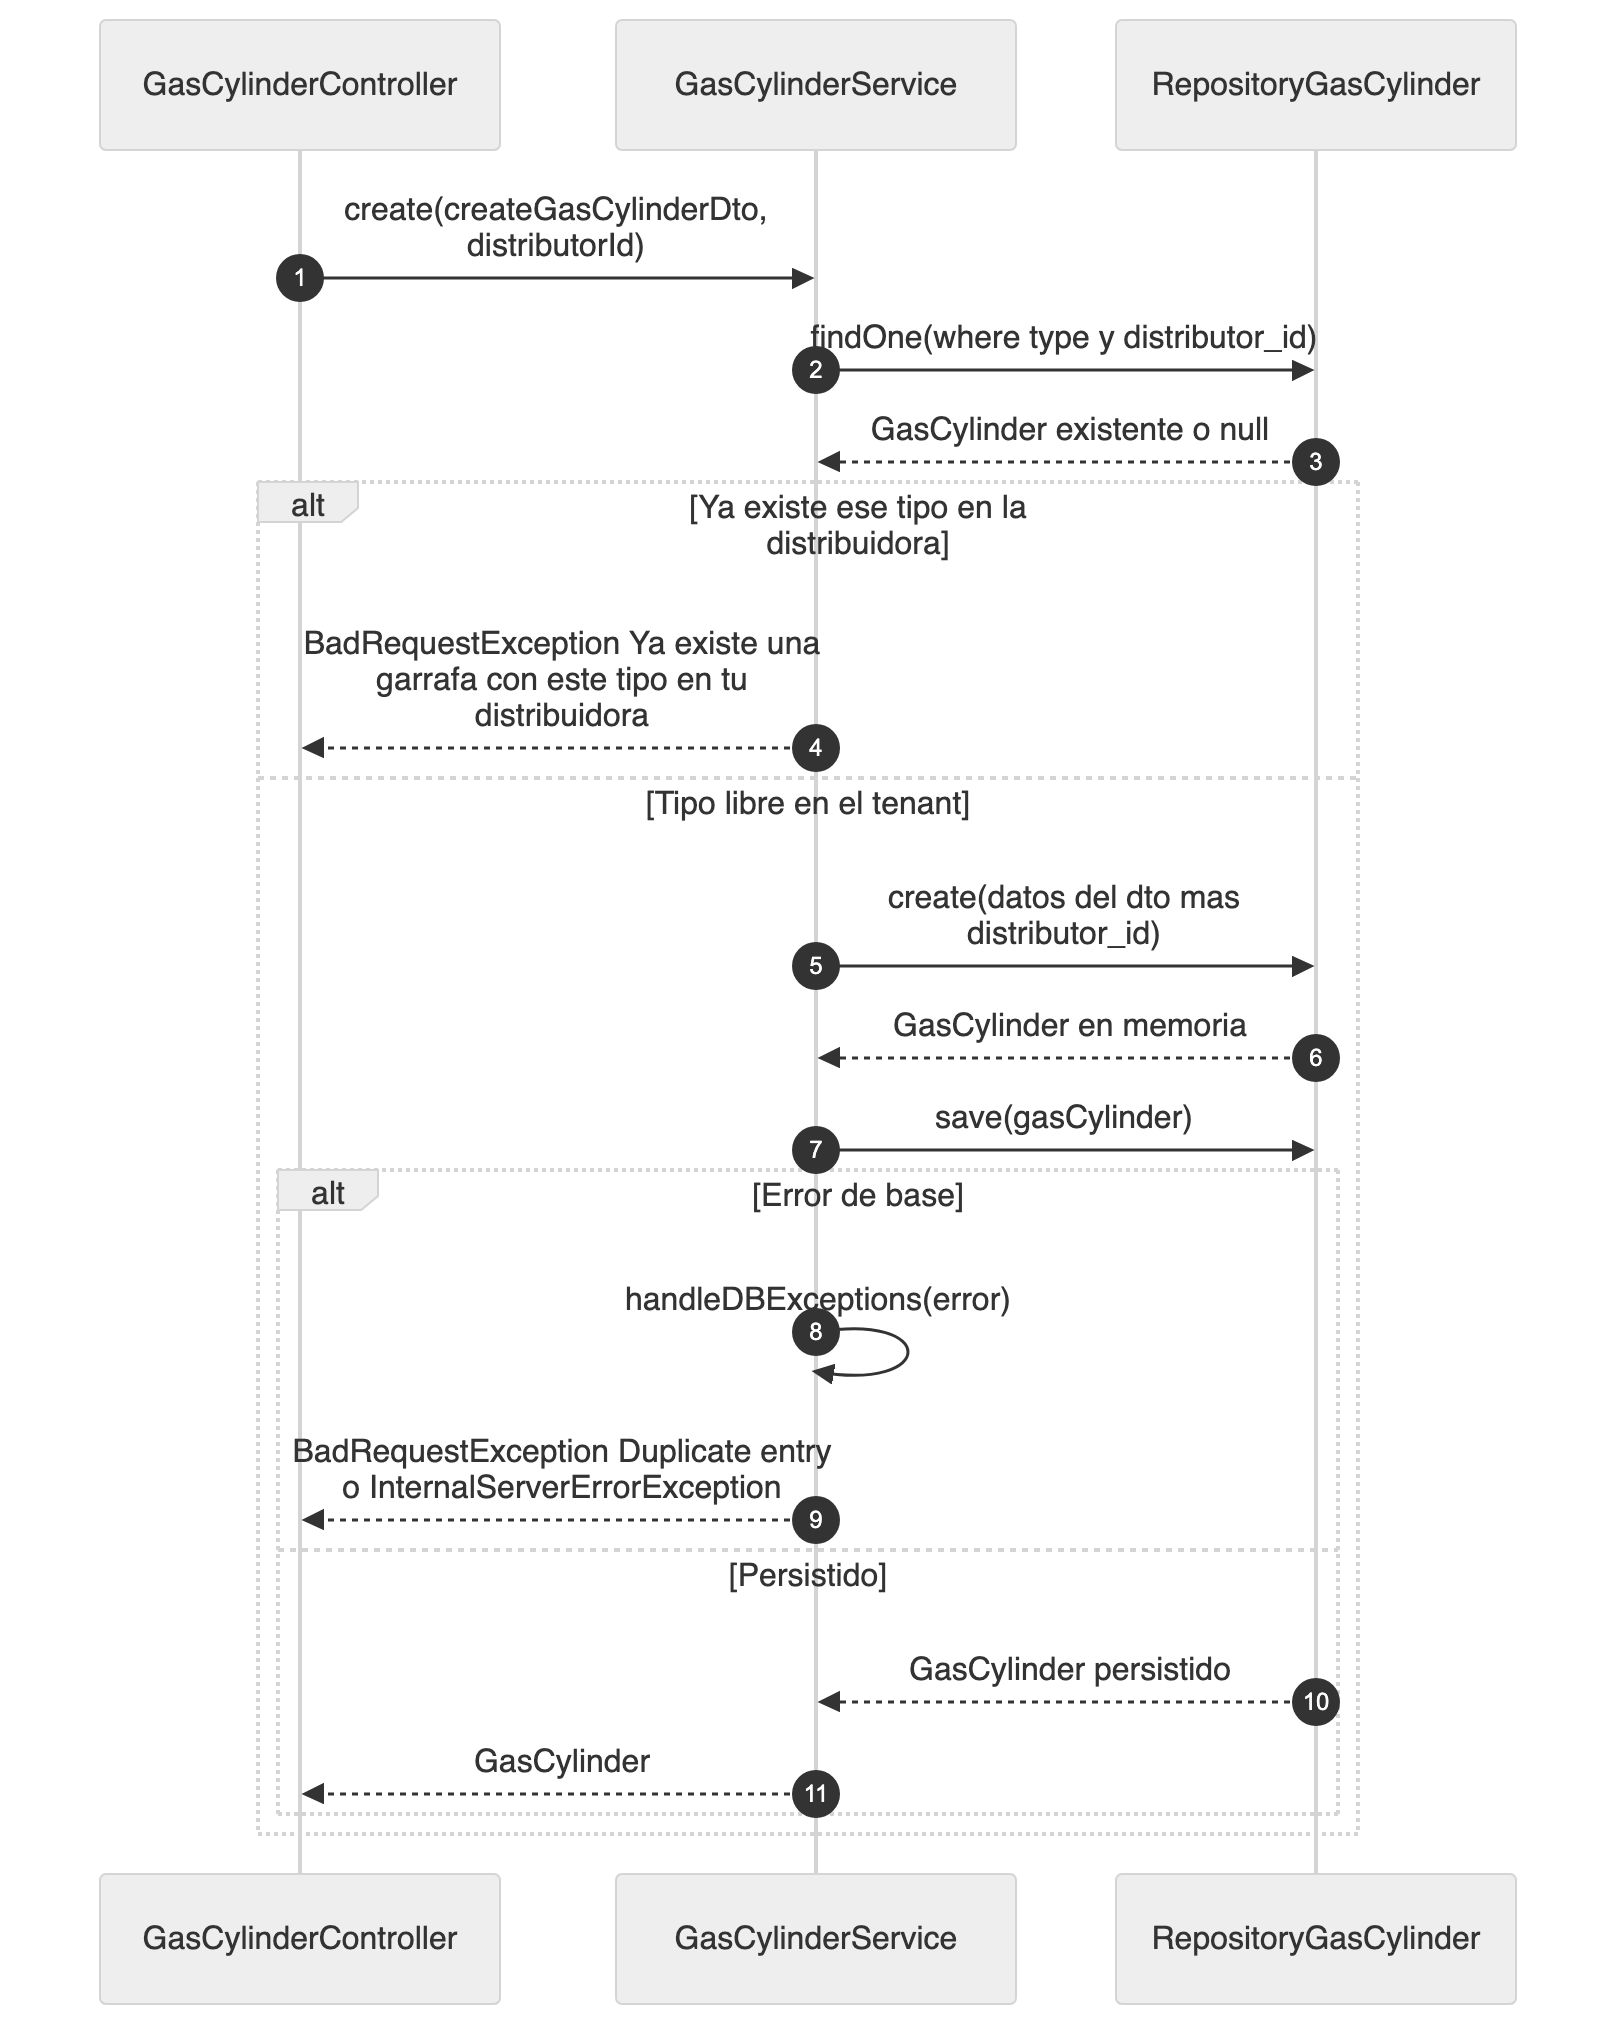 GasCylinderController
GasCylinderService
RepositoryGasCylinder
create(createGasCylinderDto,
distributorId)
1
findOne(where type y distributor_id)
2
GasCylinder existente o null
3
alt
[Ya existe ese tipo en la
distribuidora]
BadRequestException Ya existe una
garrafa con este tipo en tu
distribuidora
4
[Tipo libre en el tenant]
create(datos del dto mas
distributor_id)
5
GasCylinder en memoria
6
save(gasCylinder)
7
alt
[Error de base]
handleDBExceptions(error)
8
BadRequestException Duplicate entry
o InternalServerErrorException
9
[Persistido]
GasCylinder persistido
10
GasCylinder
11
GasCylinderController
GasCylinderService
RepositoryGasCylinder